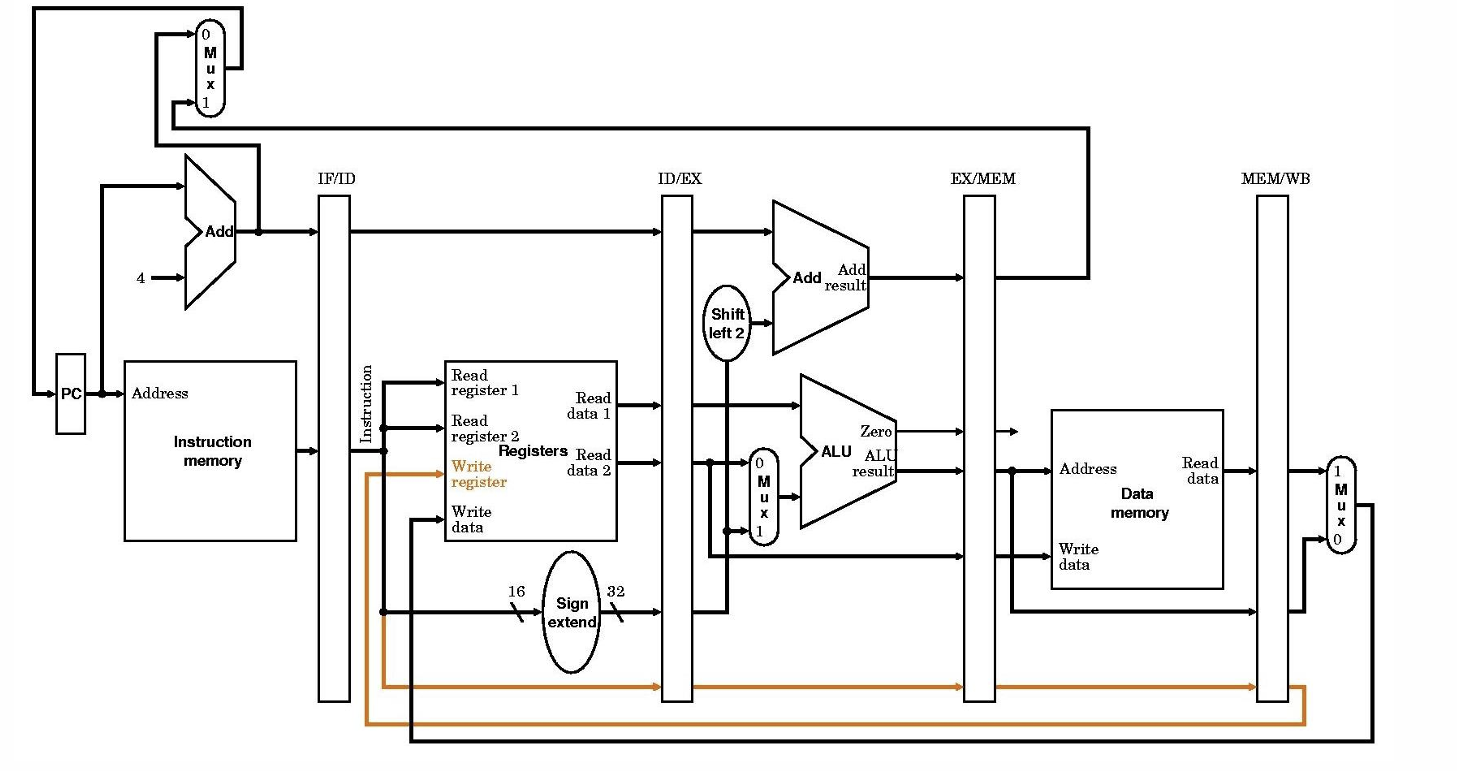 0
M
u
x
1
IF/ID
ID/EX
EX/MEM
MEM/WB
Add
4
Add
Add
result
Shift
left 2
PC
Address
Instruction
memory
Instruction
Read
register 1
Read
register 2
Registers
Write
register
Write
data
Read
data 1
Read
data 2
0
M
u
x
1
Zero
ALU
ALU
result
Address
Read
data
Data
memory
Write
data
1
M
u
x
0
16
Sign
extend
32